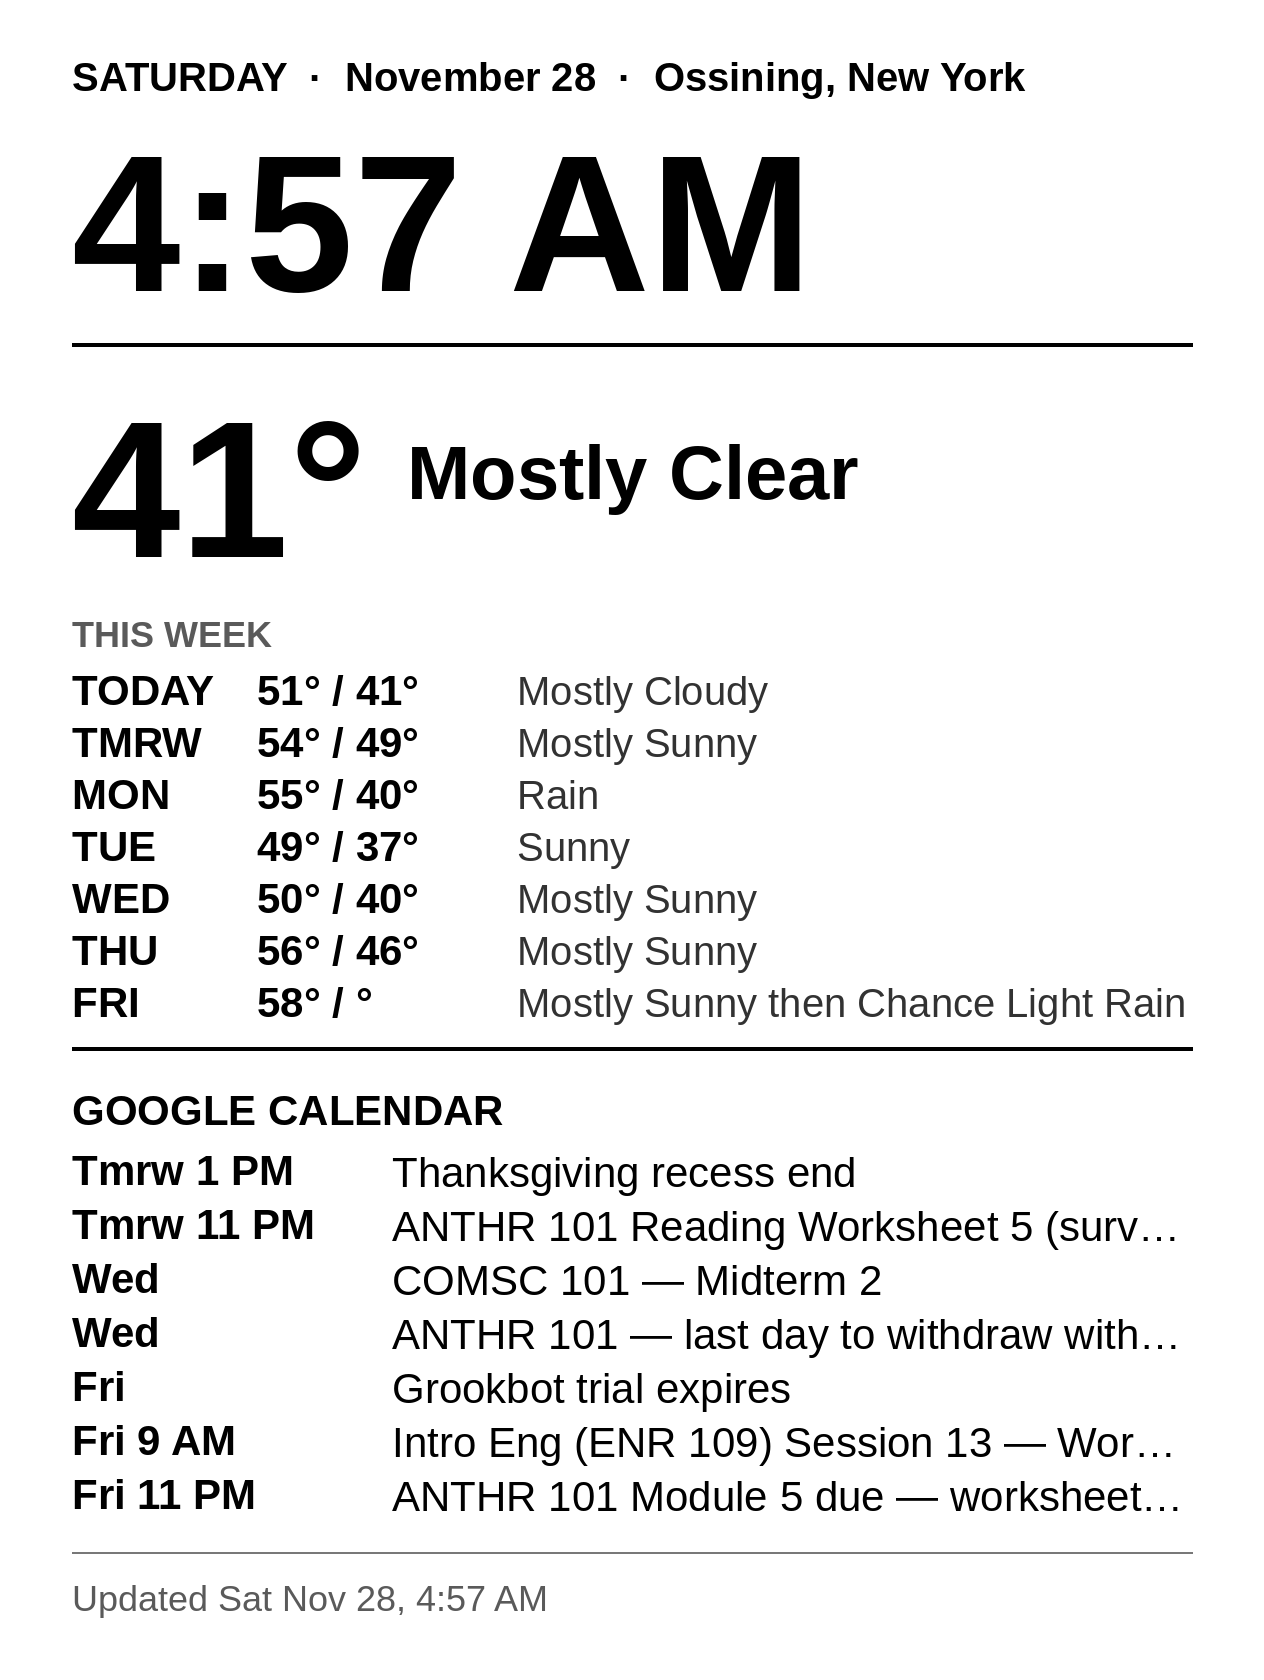 SATURDAY · November 28 · Ossining, New York
4:57 AM
41° Mostly Clear
THIS WEEK
TODAY 51° / 41° Mostly Cloudy
TMRW 54° / 49° Mostly Sunny
MON 55° / 40° Rain
TUE 49° / 37° Sunny
WED 50° / 40° Mostly Sunny
THU 56° / 46° Mostly Sunny
FRI 58° / ° Mostly Sunny then Chance Light Rain
GOOGLE CALENDAR
Tmrw 1 PM Thanksgiving recess end
Tmrw 11 PM ANTHR 101 Reading Worksheet 5 (surv…
Wed COMSC 101 — Midterm 2
Wed ANTHR 101 — last day to withdraw with…
Fri Grookbot trial expires
Fri 9 AM Intro Eng (ENR 109) Session 13 — Wor…
Fri 11 PM ANTHR 101 Module 5 due — worksheet…
Updated Sat Nov 28, 4:57 AM